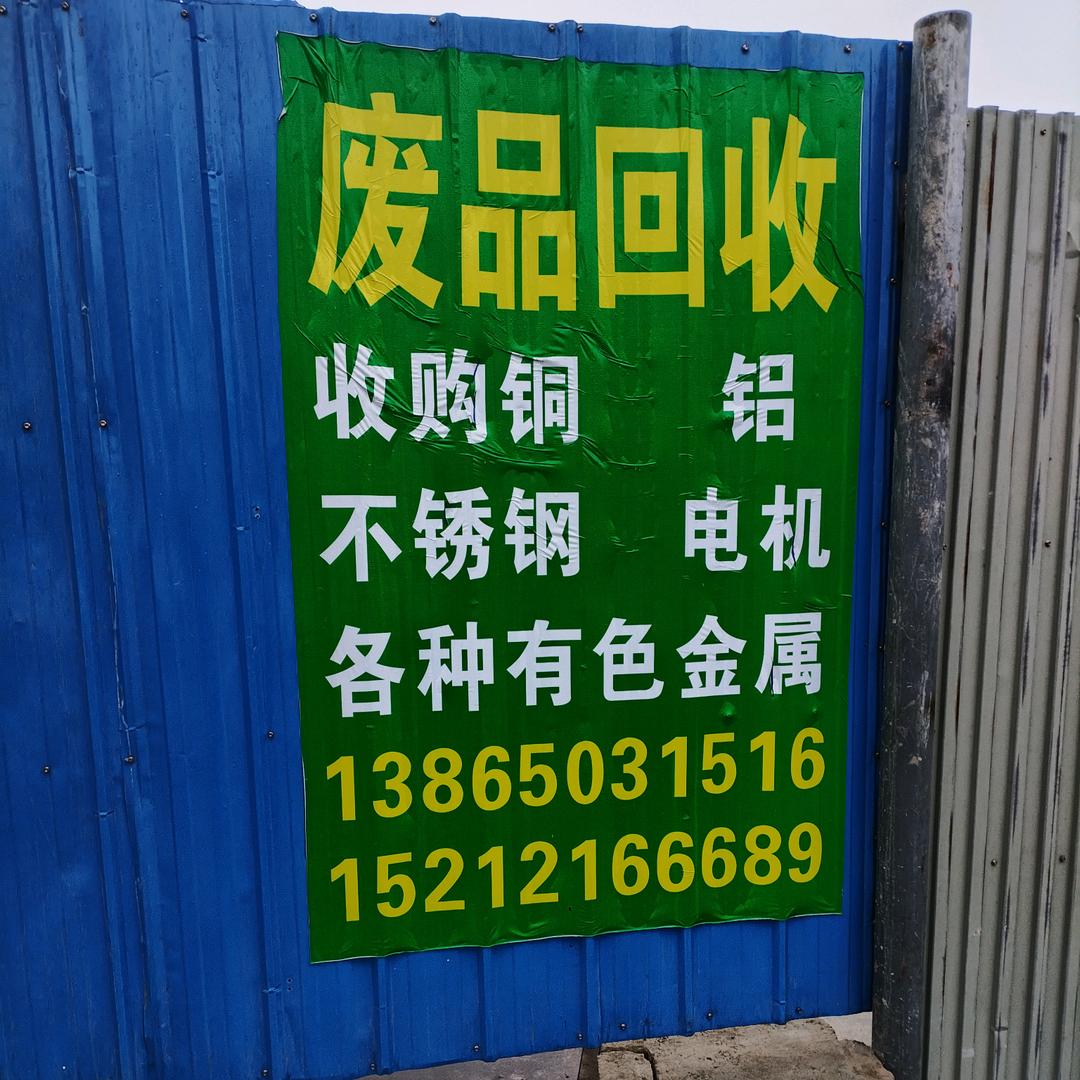 废品回收
收购铜 铝
不锈钢 电机
各种有色金属
13865031516
15212166689